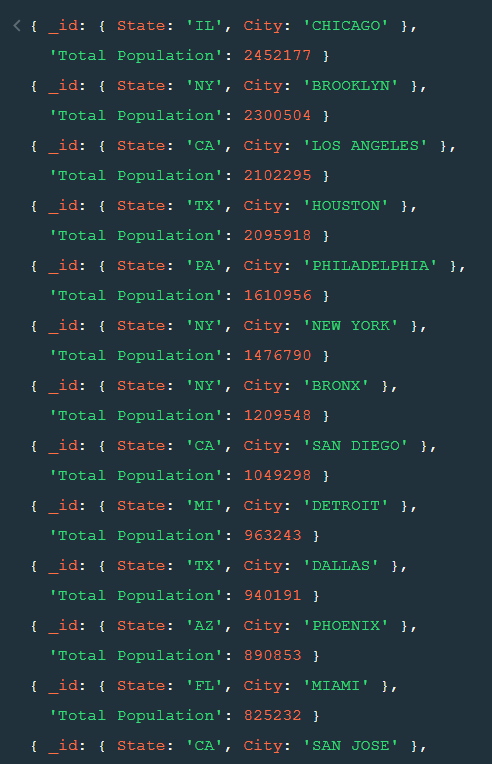 { _id: { State: 'IL', City: 'CHICAGO' },
'Total Population': 2452177 }
{ _id: { State: 'NY', City: 'BROOKLYN' },
'Total Population': 2300504 }
{ _id: { State: 'CA', City: 'LOS ANGELES' },
'Total Population': 2102295 }
{ _id: { State: 'TX', City: 'HOUSTON' },
'Total Population': 2095918 }
{ _id: { State: 'PA', City: 'PHILADELPHIA' },
'Total Population': 1610956 }
{ _id: { State: 'NY', City: 'NEW YORK' },
'Total Population': 1476790 }
{ _id: { State: 'NY', City: 'BRONX' },
'Total Population': 1209548 }
{ _id: { State: 'CA', City: 'SAN DIEGO' },
'Total Population': 1049298 }
{ _id: { State: 'MI', City: 'DETROIT' },
'Total Population': 963243 }
{ _id: { State: 'TX', City: 'DALLAS' },
'Total Population': 940191 }
{ _id: { State: 'AZ', City: 'PHOENIX' },
'Total Population': 890853 }
{ _id: { State: 'FL', City: 'MIAMI' },
'Total Population': 825232 }
{ _id: { State: 'CA', City: 'SAN JOSE' },